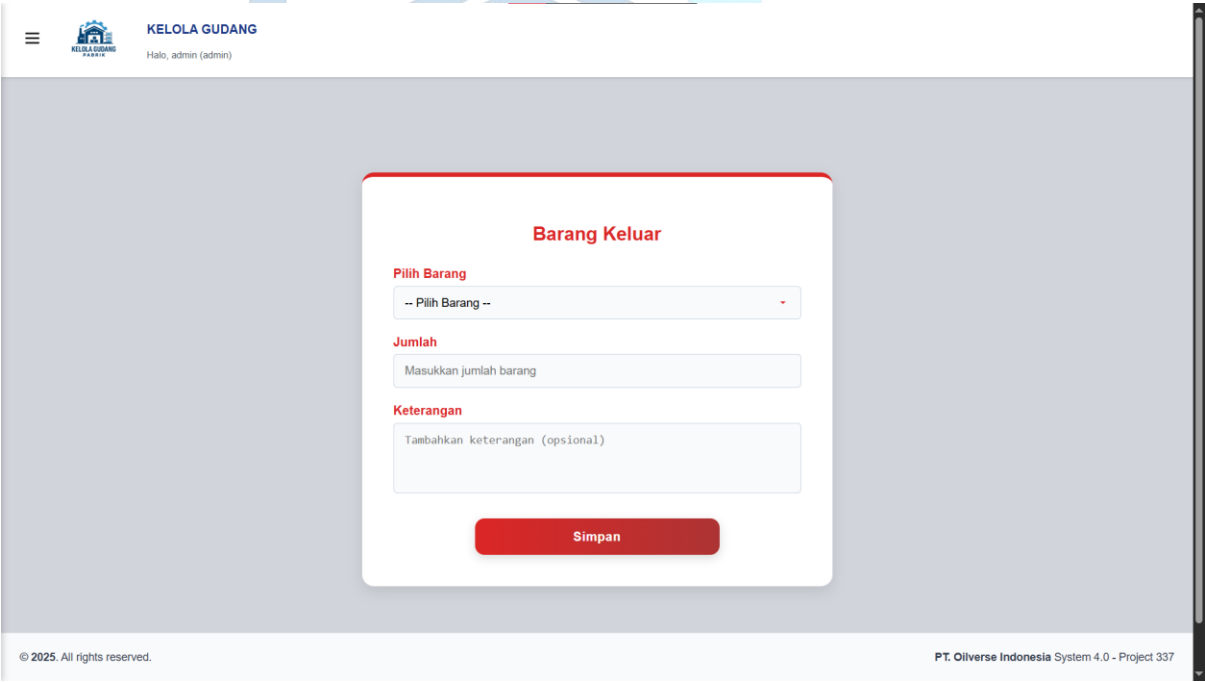 KELOLA GUDANG
PABRIK
KELOLA GUDANG
Halo, admin (admin)
Barang Keluar
Pilih Barang
-- Pilih Barang --
Jumlah
Masukkan jumlah barang
Keterangan
Tambahkan keterangan (opsional)
Simpan
© 2025. All rights reserved.
PT. Oilverse Indonesia System 4.0 - Project 337